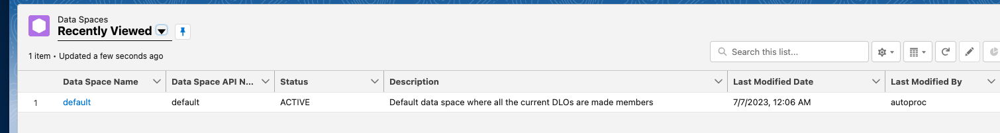 Data Spaces
Recently Viewed
1 item • Updated a few seconds ago
Search this list...
Data Space Name Data Space API N... Status Description Last Modified Date Last Modified By
1 default default ACTIVE Default data space where all the current DLOs are made members 7/7/2023, 12:06 AM autoproc